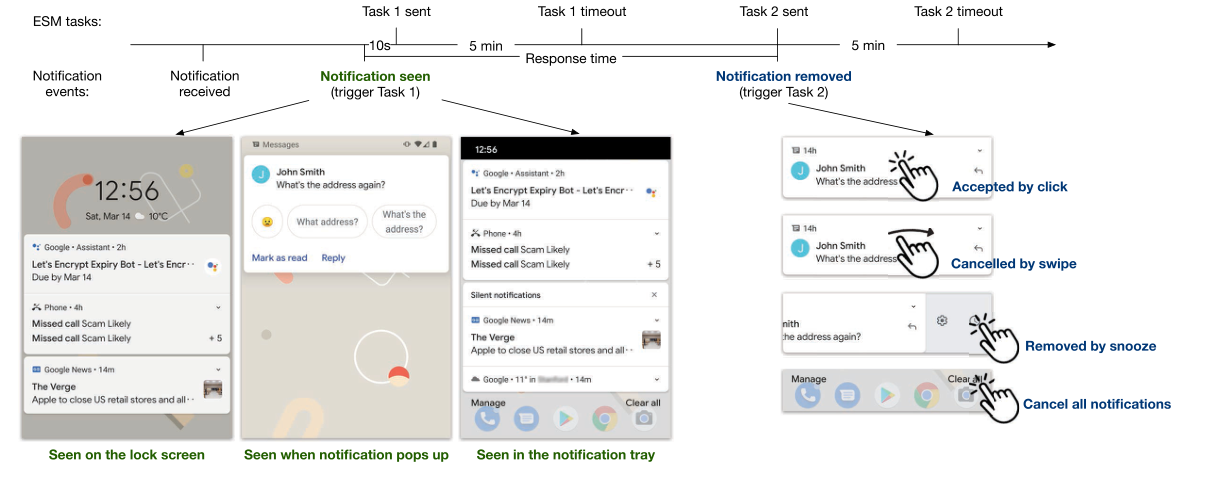 Task 1 sent
Task 1 timeout
Task 2 sent
Task 2 timeout
ESM tasks:
10s
5 min
5 min
Response time
Notification
events:
Notification
received
Notification seen
(trigger Task 1)
Notification removed
(trigger Task 2)
12:56
Sat, Mar 14 10°C
Google • Assistant • 2h
Let's Encrypt Expiry Bot - Let's Encr··
Due by Mar 14
Phone • 4h
Missed call Scam Likely
Missed call Scam Likely
+ 5
Google News • 14m
The Verge
Apple to close US retail stores and all··
Seen on the lock screen
Messages
J
John Smith
What's the address again?
What address?
What's the
address?
Mark as read
Reply
Seen when notification pops up
12:56
Google • Assistant • 2h
Let's Encrypt Expiry Bot - Let's Encr··
Due by Mar 14
Phone • 4h
Missed call Scam Likely
Missed call Scam Likely
+ 5
Silent notifications
Google News • 14m
The Verge
Apple to close US retail stores and all··
Google • 11° in • 14m
Manage
Clear all
Seen in the notification tray
14h
J
John Smith
What's the address
Accepted by click
14h
J
John Smith
What's the address
Cancelled by swipe
nith
he address again?
Removed by snooze
Manage
Clear all
Cancel all notifications